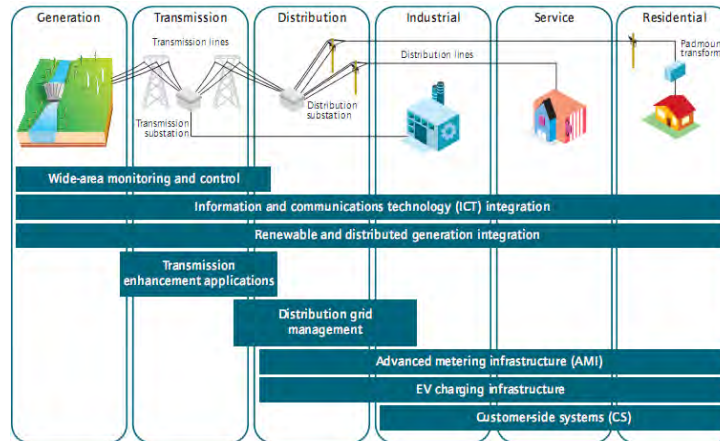 Generation
Transmission
Distribution
Industrial
Service
Residential
Transmission lines
Distribution lines
Padmount
transform
Transmission
substation
Distribution
substation
Wide-area monitoring and control
Information and communications technology (ICT) integration
Renewable and distributed generation integration
Transmission
enhancement applications
Distribution grid
management
Advanced metering infrastructure (AMI)
EV charging infrastructure
Customer-side systems (CS)